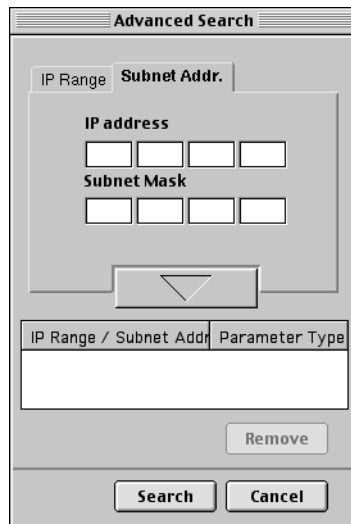 Advanced Search
IP Range Subnet Addr.
IP address
Subnet Mask
IP Range / Subnet Addr Parameter Type
Remove
Search Cancel